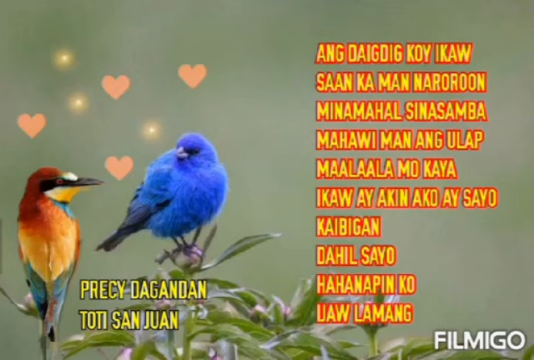 ANG DAIGDIG KOY IKAW
SAAN KA MAN NAROROON
MINAMAHAL SINASAMBA
MAHAWI MAN ANG ULAP
MAALAALA MO KAYA
IKAW AY AKIN AKO AY SAYO
KAIBIGAN
DAHIL SAYO
HAHANAPIN KO
IJAW LAMANG
PRECY DAGANDAN
TOTI SAN JUAN
FILMIGO